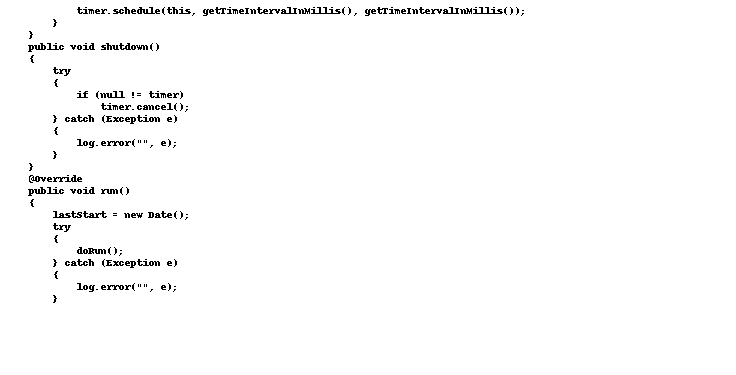 timer.schedule(this, getTimeIntervalInMillis(), getTimeIntervalInMillis());
}
}
public void shutdown()
{
try
{
if (null != timer)
timer.cancel();
} catch (Exception e)
{
log.error("", e);
}
}
@Override
public void run()
{
lastStart = new Date();
try
{
doRun();
} catch (Exception e)
{
log.error("", e);
}